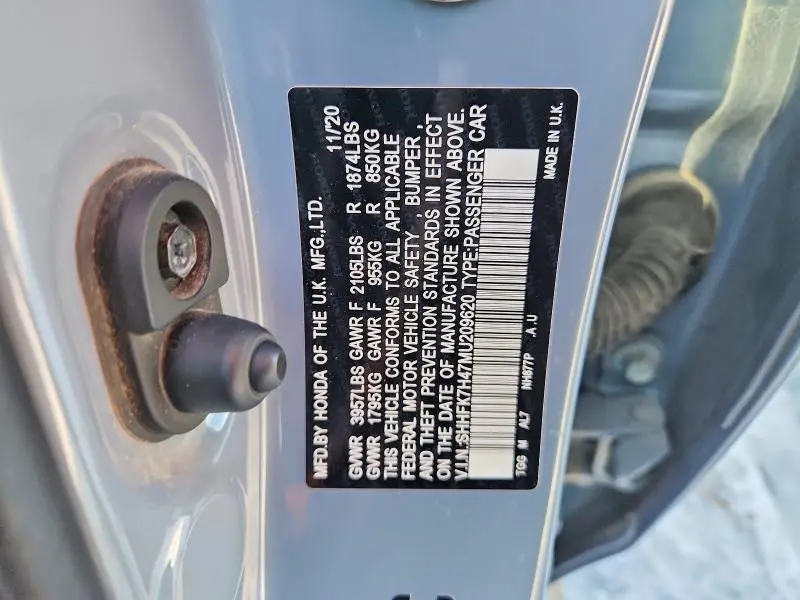 MFD.BY HONDA OF THE U.K. MFG.,LTD. 11/20
GVWR 3957LBS GAWR F 2105LBS R 1874LBS
GVWR 1795KG GAWR F 955KG R 850KG
THIS VEHICLE CONFORMS TO ALL APPLICABLE
FEDERAL MOTOR VEHICLE SAFETY, BUMPER,
AND THEFT PREVENTION STANDARDS IN EFFECT
ON THE DATE OF MANUFACTURE SHOWN ABOVE.
V.I.N.:SHHFK7H47MU209620 TYPE:PASSENGER CAR
TGG M AL7 NH877P .A.U MADE IN U.K.